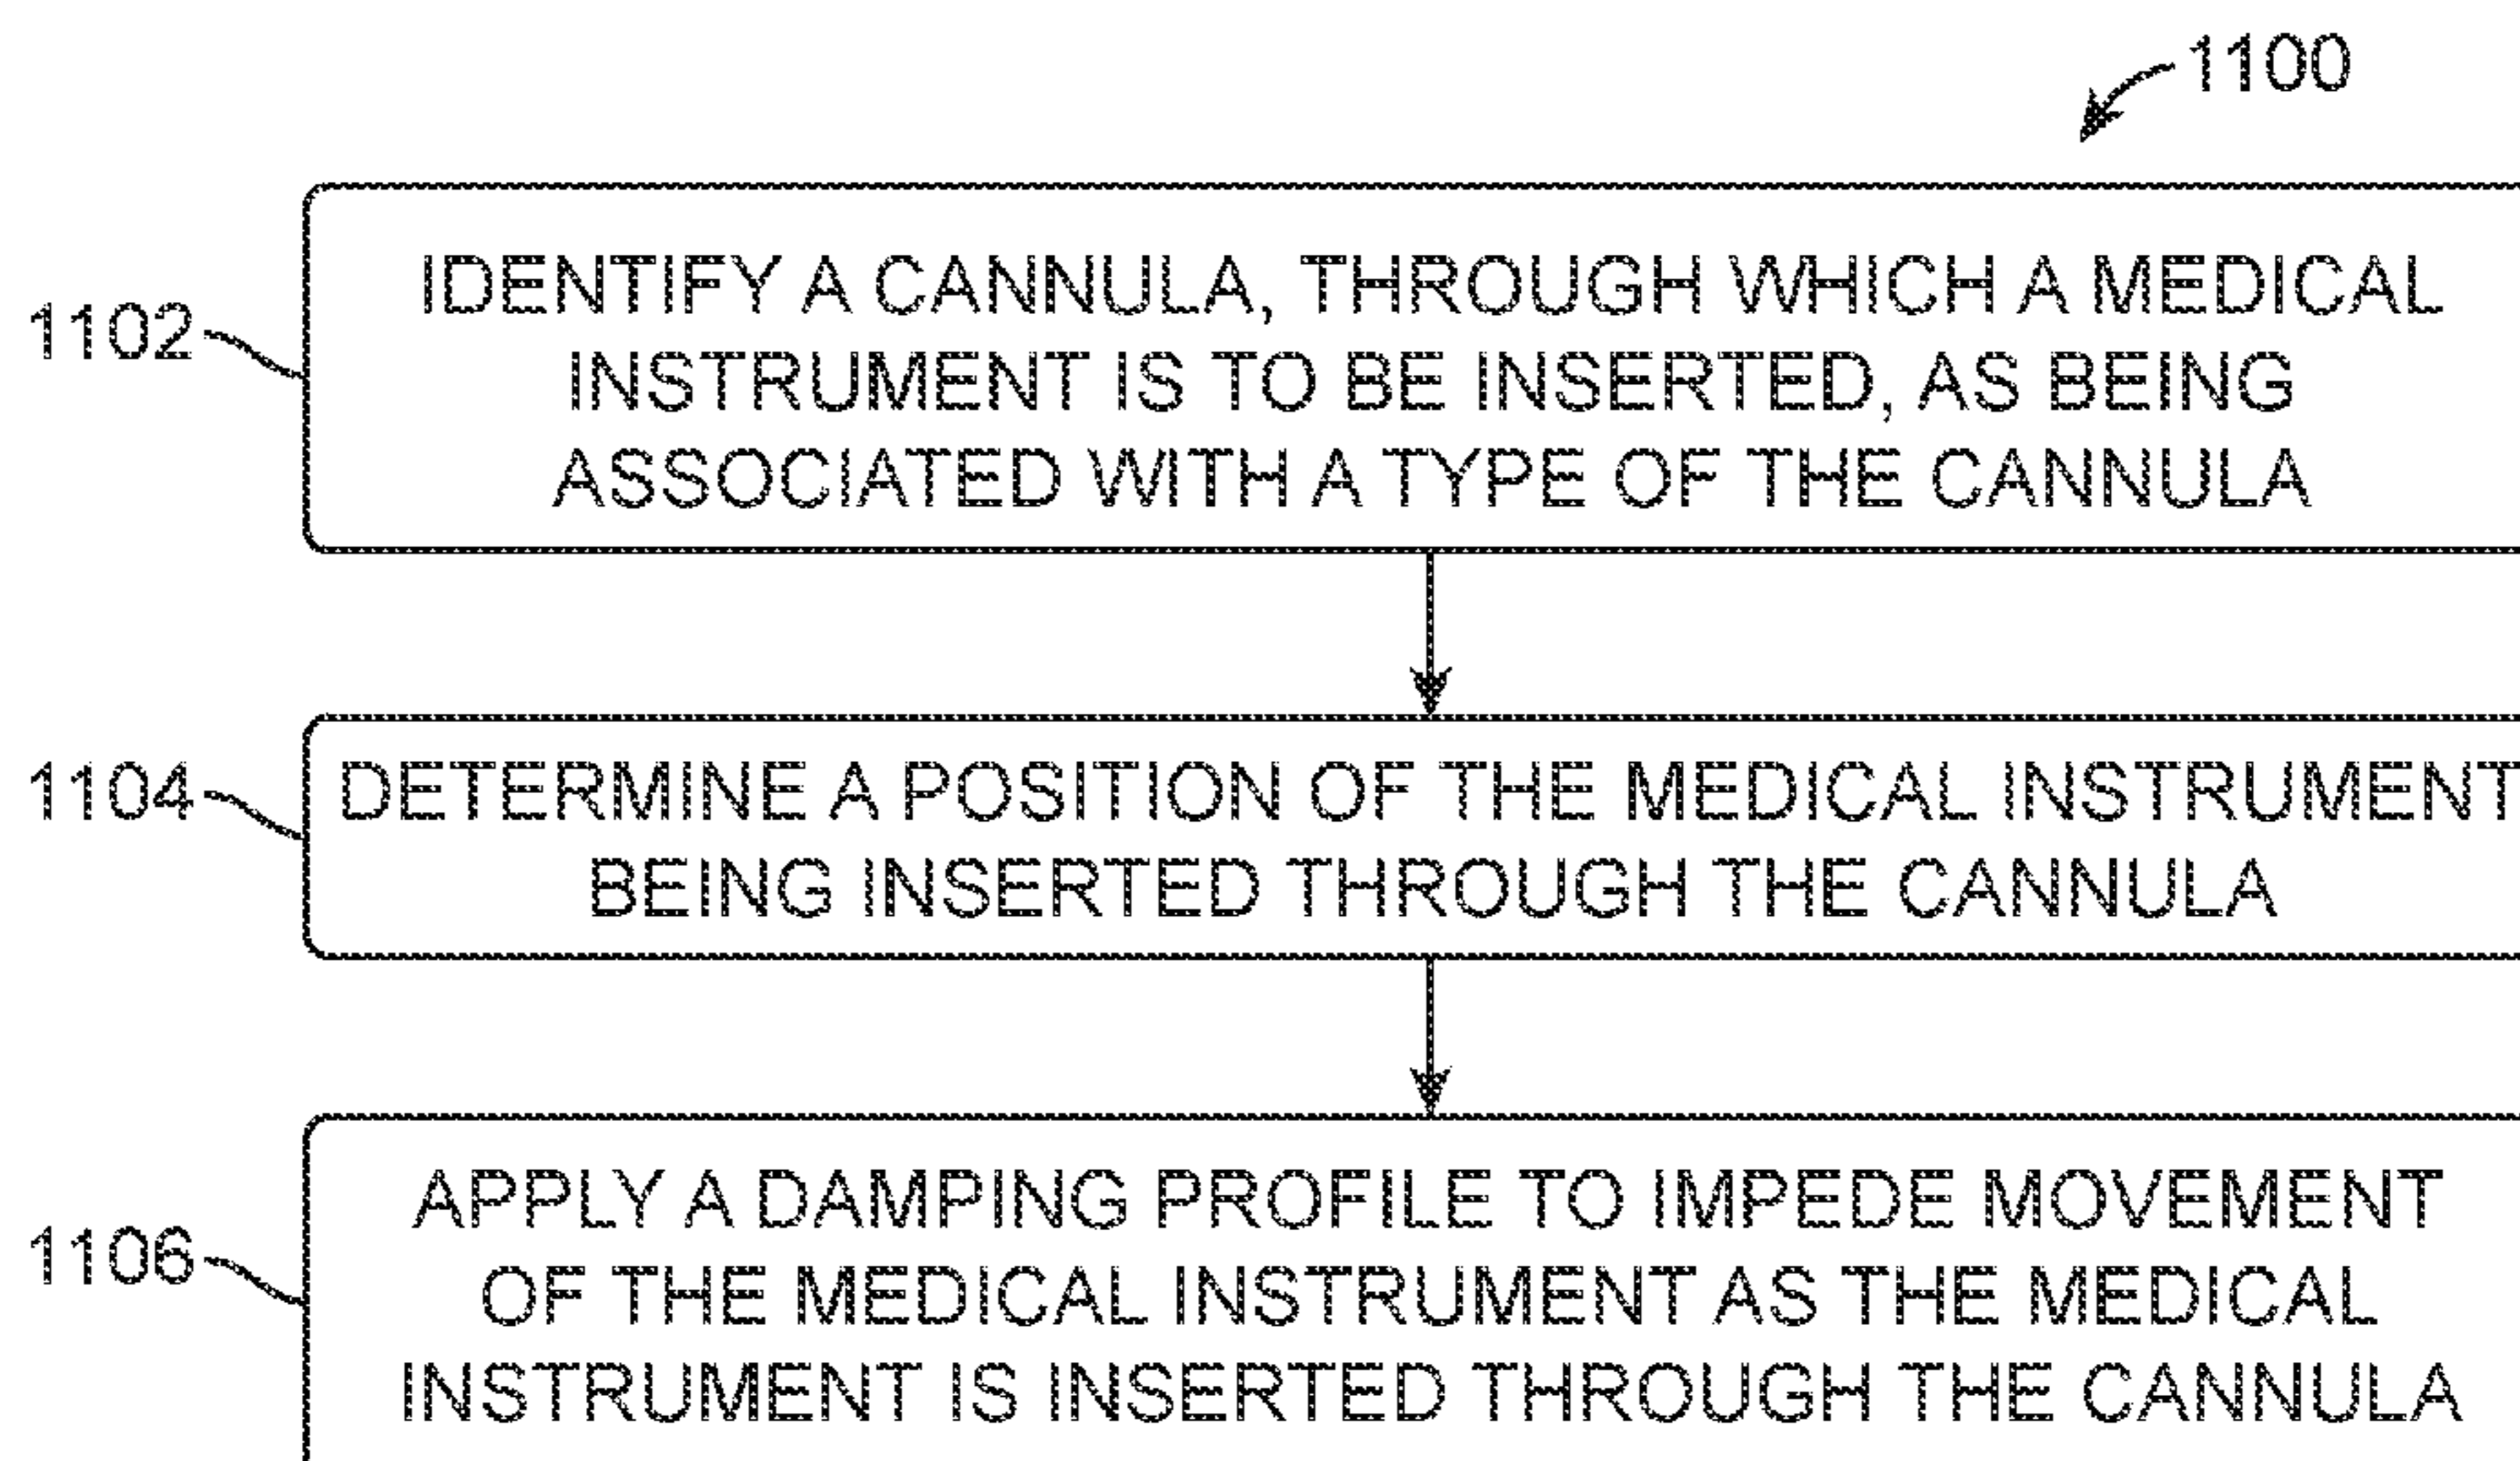 1100
1102
IDENTIFY A CANNULA, THROUGH WHICH A MEDICAL
INSTRUMENT IS TO BE INSERTED, AS BEING
ASSOCIATED WITH A TYPE OF THE CANNULA
1104
DETERMINE A POSITION OF THE MEDICAL INSTRUMENT
BEING INSERTED THROUGH THE CANNULA
1106
APPLY A DAMPING PROFILE TO IMPEDE MOVEMENT
OF THE MEDICAL INSTRUMENT AS THE MEDICAL
INSTRUMENT IS INSERTED THROUGH THE CANNULA